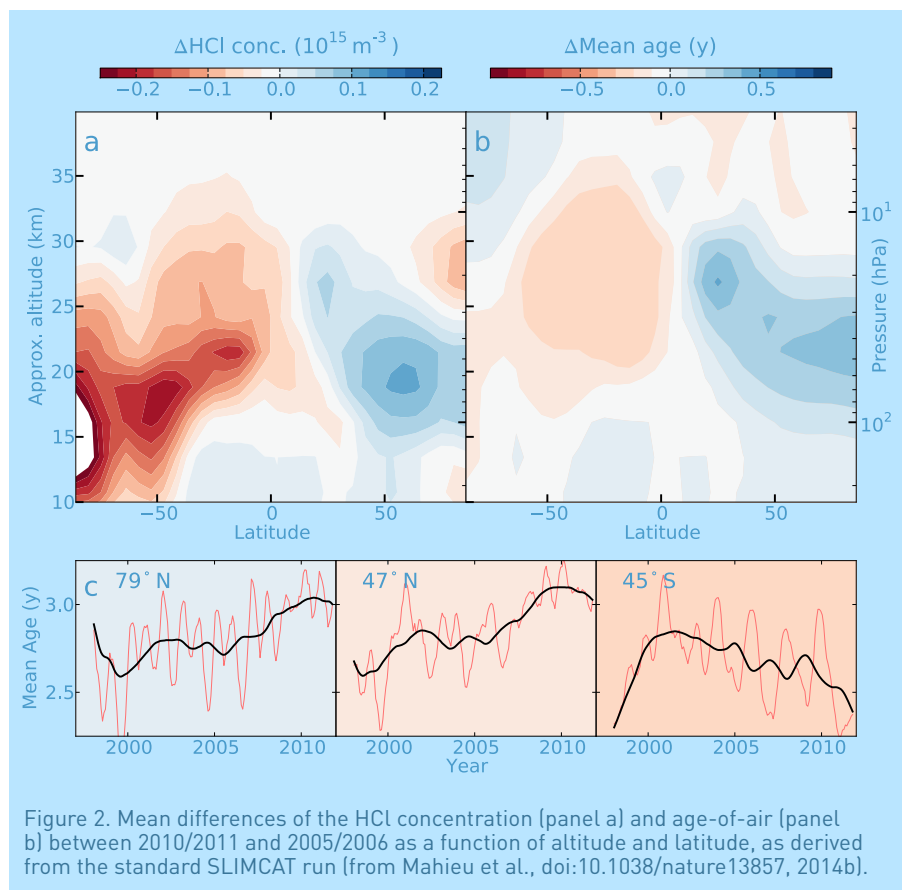 ΔHCl conc. (10¹⁵ m⁻³)
−0.2 −0.1 0.0 0.1 0.2
ΔMean age (y)
−0.5 0.0 0.5
a
b
Approx. altitude (km)
35
30
25
20
15
10
−50 0 50
Latitude
−50 0 50
Latitude
10¹
10²
Pressure (hPa)
c 79°N
47°N
45°S
Mean Age (y)
3.0
2.5
2000 2005 2010
2000 2005 2010
2000 2005 2010
Year
Figure 2. Mean differences of the HCl concentration (panel a) and age-of-air (panel
b) between 2010/2011 and 2005/2006 as a function of altitude and latitude, as derived
from the standard SLIMCAT run (from Mahieu et al., doi:10.1038/nature13857, 2014b).